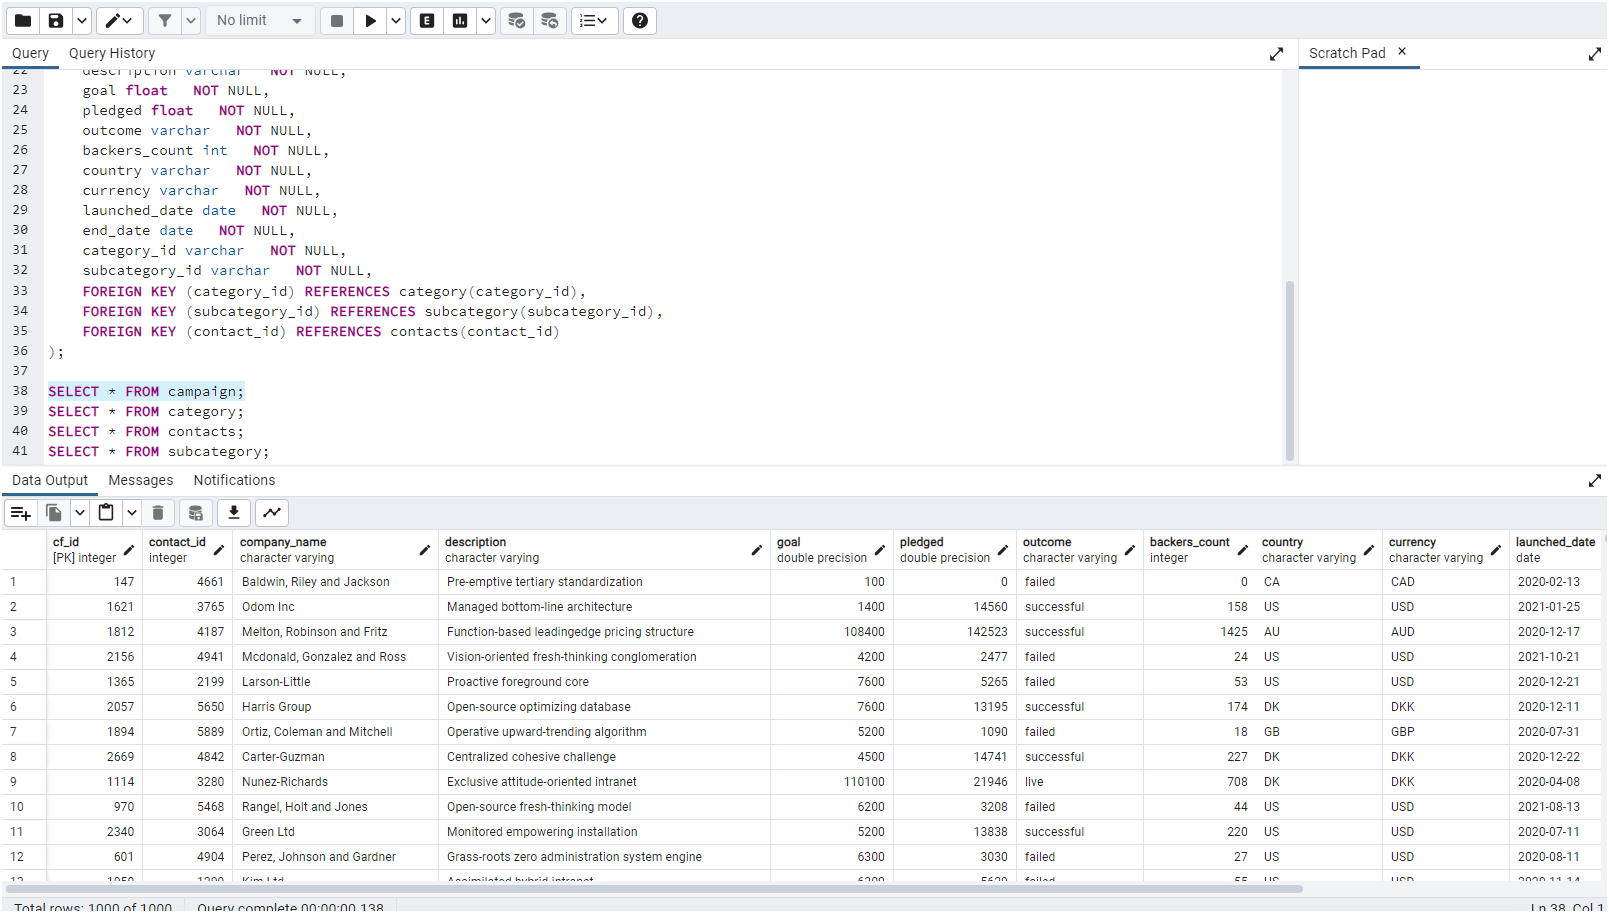 No limit
Query Query History Scratch Pad
22 description varchar NOT NULL,
23 goal float NOT NULL,
24 pledged float NOT NULL,
25 outcome varchar NOT NULL,
26 backers_count int NOT NULL,
27 country varchar NOT NULL,
28 currency varchar NOT NULL,
29 launched_date date NOT NULL,
30 end_date date NOT NULL,
31 category_id varchar NOT NULL,
32 subcategory_id varchar NOT NULL,
33 FOREIGN KEY (category_id) REFERENCES category(category_id),
34 FOREIGN KEY (subcategory_id) REFERENCES subcategory(subcategory_id),
35 FOREIGN KEY (contact_id) REFERENCES contacts(contact_id)
36 );
37
38 SELECT * FROM campaign;
39 SELECT * FROM category;
40 SELECT * FROM contacts;
41 SELECT * FROM subcategory;
Data Output Messages Notifications
cf_id contact_id company_name description goal pledged outcome backers_count country currency launched_date
[PK] integer integer character varying character varying double precision double precision character varying integer character varying character varying date
1 147 4661 Baldwin, Riley and Jackson Pre-emptive tertiary standardization 100 0 failed 0 CA CAD 2020-02-13
2 1621 3765 Odom Inc Managed bottom-line architecture 1400 14560 successful 158 US USD 2021-01-25
3 1812 4187 Melton, Robinson and Fritz Function-based leadingedge pricing structure 108400 142523 successful 1425 AU AUD 2020-12-17
4 2156 4941 Mcdonald, Gonzalez and Ross Vision-oriented fresh-thinking conglomeration 4200 2477 failed 24 US USD 2021-10-21
5 1365 2199 Larson-Little Proactive foreground core 7600 5265 failed 53 US USD 2020-12-21
6 2057 5650 Harris Group Open-source optimizing database 7600 13195 successful 174 DK DKK 2020-12-11
7 1894 5889 Ortiz, Coleman and Mitchell Operative upward-trending algorithm 5200 1090 failed 18 GB GBP 2020-07-31
8 2669 4842 Carter-Guzman Centralized cohesive challenge 4500 14741 successful 227 DK DKK 2020-12-22
9 1114 3280 Nunez-Richards Exclusive attitude-oriented intranet 110100 21946 live 708 DK DKK 2020-04-08
10 970 5468 Rangel, Holt and Jones Open-source fresh-thinking model 6200 3208 failed 44 US USD 2021-08-13
11 2340 3064 Green Ltd Monitored empowering installation 5200 13838 successful 220 US USD 2020-07-11
12 601 4904 Perez, Johnson and Gardner Grass-roots zero administration system engine 6300 3030 failed 27 US USD 2020-08-11
Kim Ltd Assimilated hybrid intranet failed US USD
Total rows: 1000 of 1000 Query complete 00:00:00.138 Ln 38, Col 1